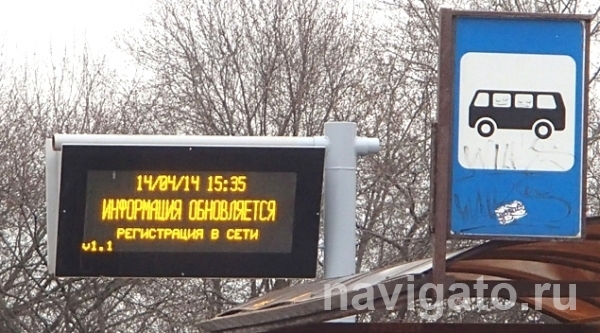 14/04/14 15:35
ИНФОРМАЦИЯ ОБНОВЛЯЕТСЯ
РЕГИСТРАЦИЯ В СЕТИ
v1.1
navigato.ru